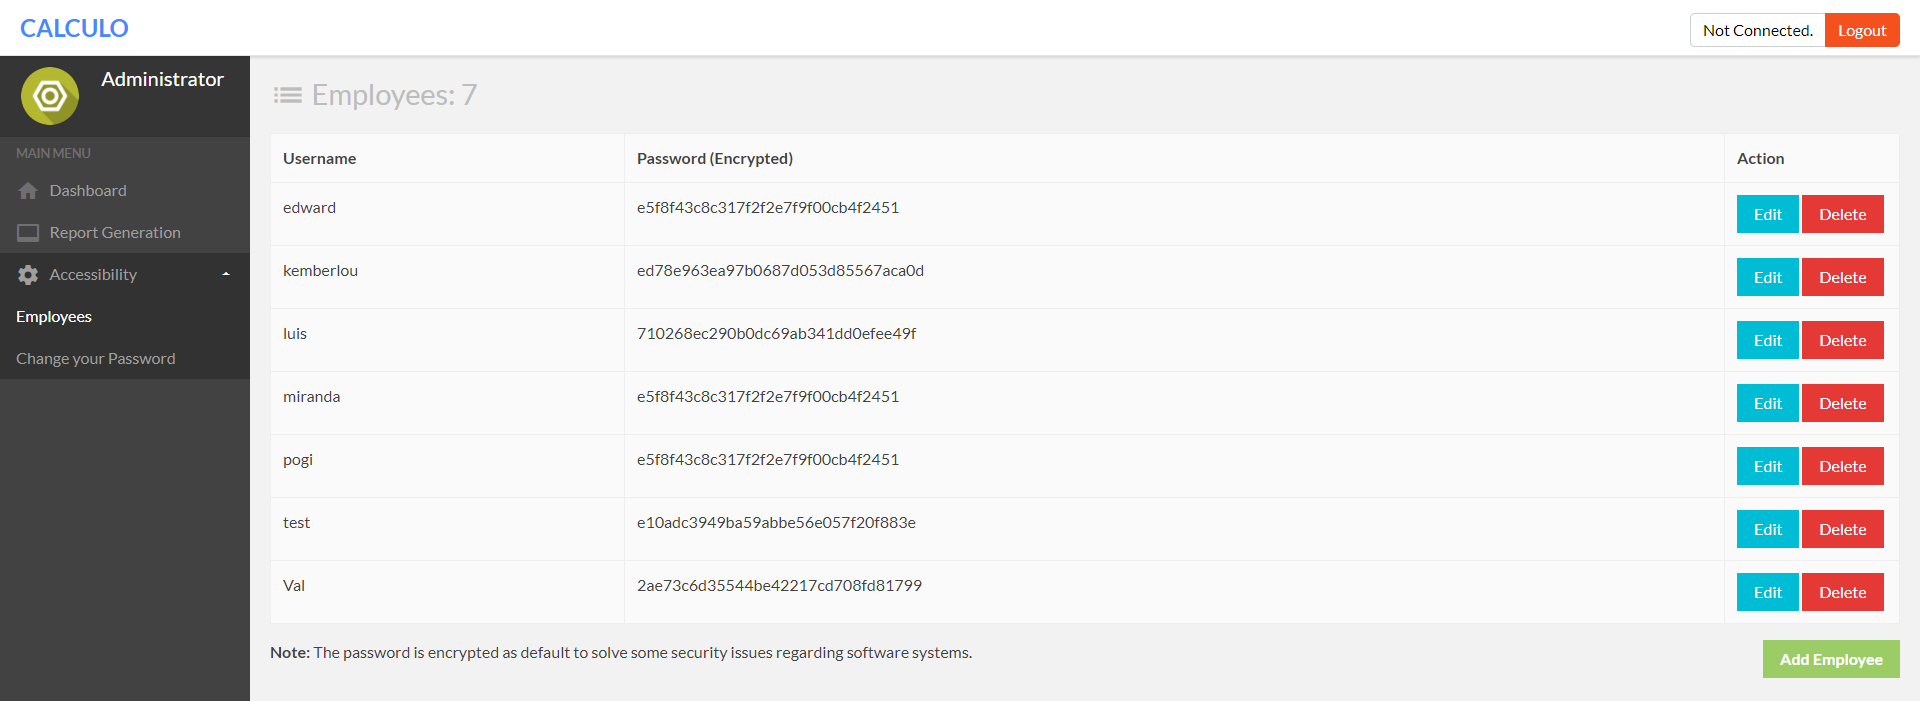 CALCULO
Not Connected. Logout
Administrator
MAIN MENU
Dashboard
Report Generation
Accessibility
Employees
Change your Password
Employees: 7
Username Password (Encrypted) Action
edward e5f8f43c8c317f2f2e7f9f00cb4f2451 Edit Delete
kemberlou ed78e963ea97b0687d053d85567aca0d Edit Delete
luis 710268ec290b0dc69ab341dd0efee49f Edit Delete
miranda e5f8f43c8c317f2f2e7f9f00cb4f2451 Edit Delete
pogi e5f8f43c8c317f2f2e7f9f00cb4f2451 Edit Delete
test e10adc3949ba59abbe56e057f20f883e Edit Delete
Val 2ae73c6d35544be42217cd708fd81799 Edit Delete
Note: The password is encrypted as default to solve some security issues regarding software systems.
Add Employee